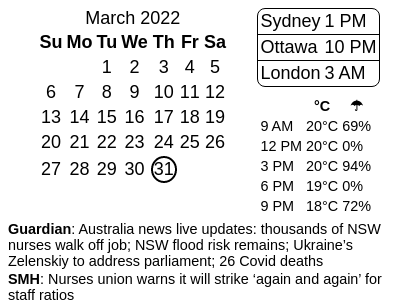 March 2022
Su Mo Tu We Th Fr Sa
1 2 3 4 5
6 7 8 9 10 11 12
13 14 15 16 17 18 19
20 21 22 23 24 25 26
27 28 29 30 31
Sydney 1 PM
Ottawa 10 PM
London 3 AM
°C ☂
9 AM 20°C 69%
12 PM 20°C 0%
3 PM 20°C 94%
6 PM 19°C 0%
9 PM 18°C 72%
Guardian: Australia news live updates: thousands of NSW
nurses walk off job; NSW flood risk remains; Ukraine’s
Zelenskiy to address parliament; 26 Covid deaths
SMH: Nurses union warns it will strike ‘again and again’ for
staff ratios